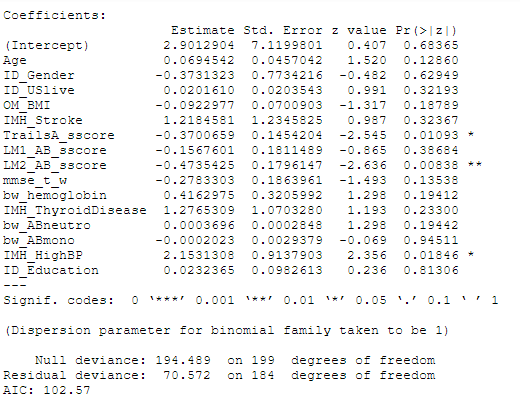 Coefficients:
Estimate Std. Error z value Pr(>|z|)
(Intercept) 2.9012904 7.1199801 0.407 0.68365
Age 0.0694542 0.0457042 1.520 0.12860
ID_Gender -0.3731323 0.7734216 -0.482 0.62949
ID_USlive 0.0201610 0.0203543 0.991 0.32193
OM_BMI -0.0922977 0.0700903 -1.317 0.18789
IMH_Stroke 1.2184581 1.2345825 0.987 0.32367
TrailsA_sscore -0.3700659 0.1454204 -2.545 0.01093 *
LM1_AB_sscore -0.1567601 0.1811489 -0.865 0.38684
LM2_AB_sscore -0.4735425 0.1796147 -2.636 0.00838 **
mmse_t_w -0.2783303 0.1863961 -1.493 0.13538
bw_hemoglobin 0.4162975 0.3205992 1.298 0.19412
IMH_ThyroidDisease 1.2765309 1.0703280 1.193 0.23300
bw_ABneutro 0.0003696 0.0002848 1.298 0.19442
bw_ABmono -0.0002023 0.0029379 -0.069 0.94511
IMH_HighBP 2.1531308 0.9137903 2.356 0.01846 *
ID_Education 0.0232365 0.0982613 0.236 0.81306
---
Signif. codes: 0 ‘***’ 0.001 ‘**’ 0.01 ‘*’ 0.05 ‘.’ 0.1 ‘ ’ 1
(Dispersion parameter for binomial family taken to be 1)
Null deviance: 194.489 on 199 degrees of freedom
Residual deviance: 70.572 on 184 degrees of freedom
AIC: 102.57